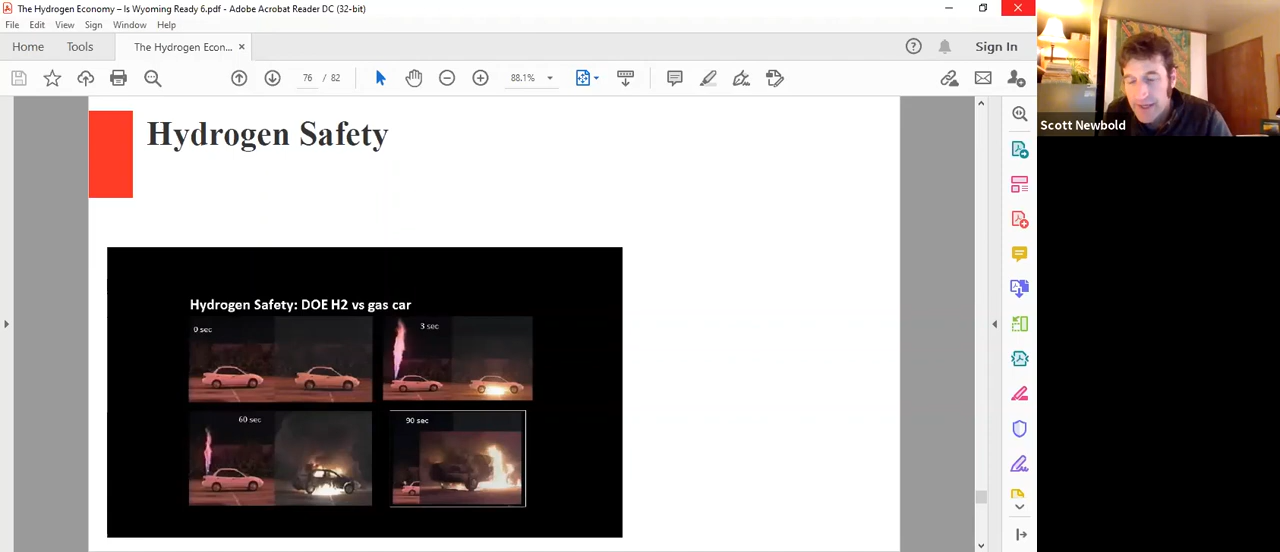 The Hydrogen Economy – Is Wyoming Ready 6.pdf - Adobe Acrobat Reader DC (32-bit)
File Edit View Sign Window Help
Home Tools The Hydrogen Econ... × Sign In
76 / 82 88.1%
Scott Newbold
Hydrogen Safety
Hydrogen Safety: DOE H2 vs gas car
0 sec
3 sec
60 sec
90 sec